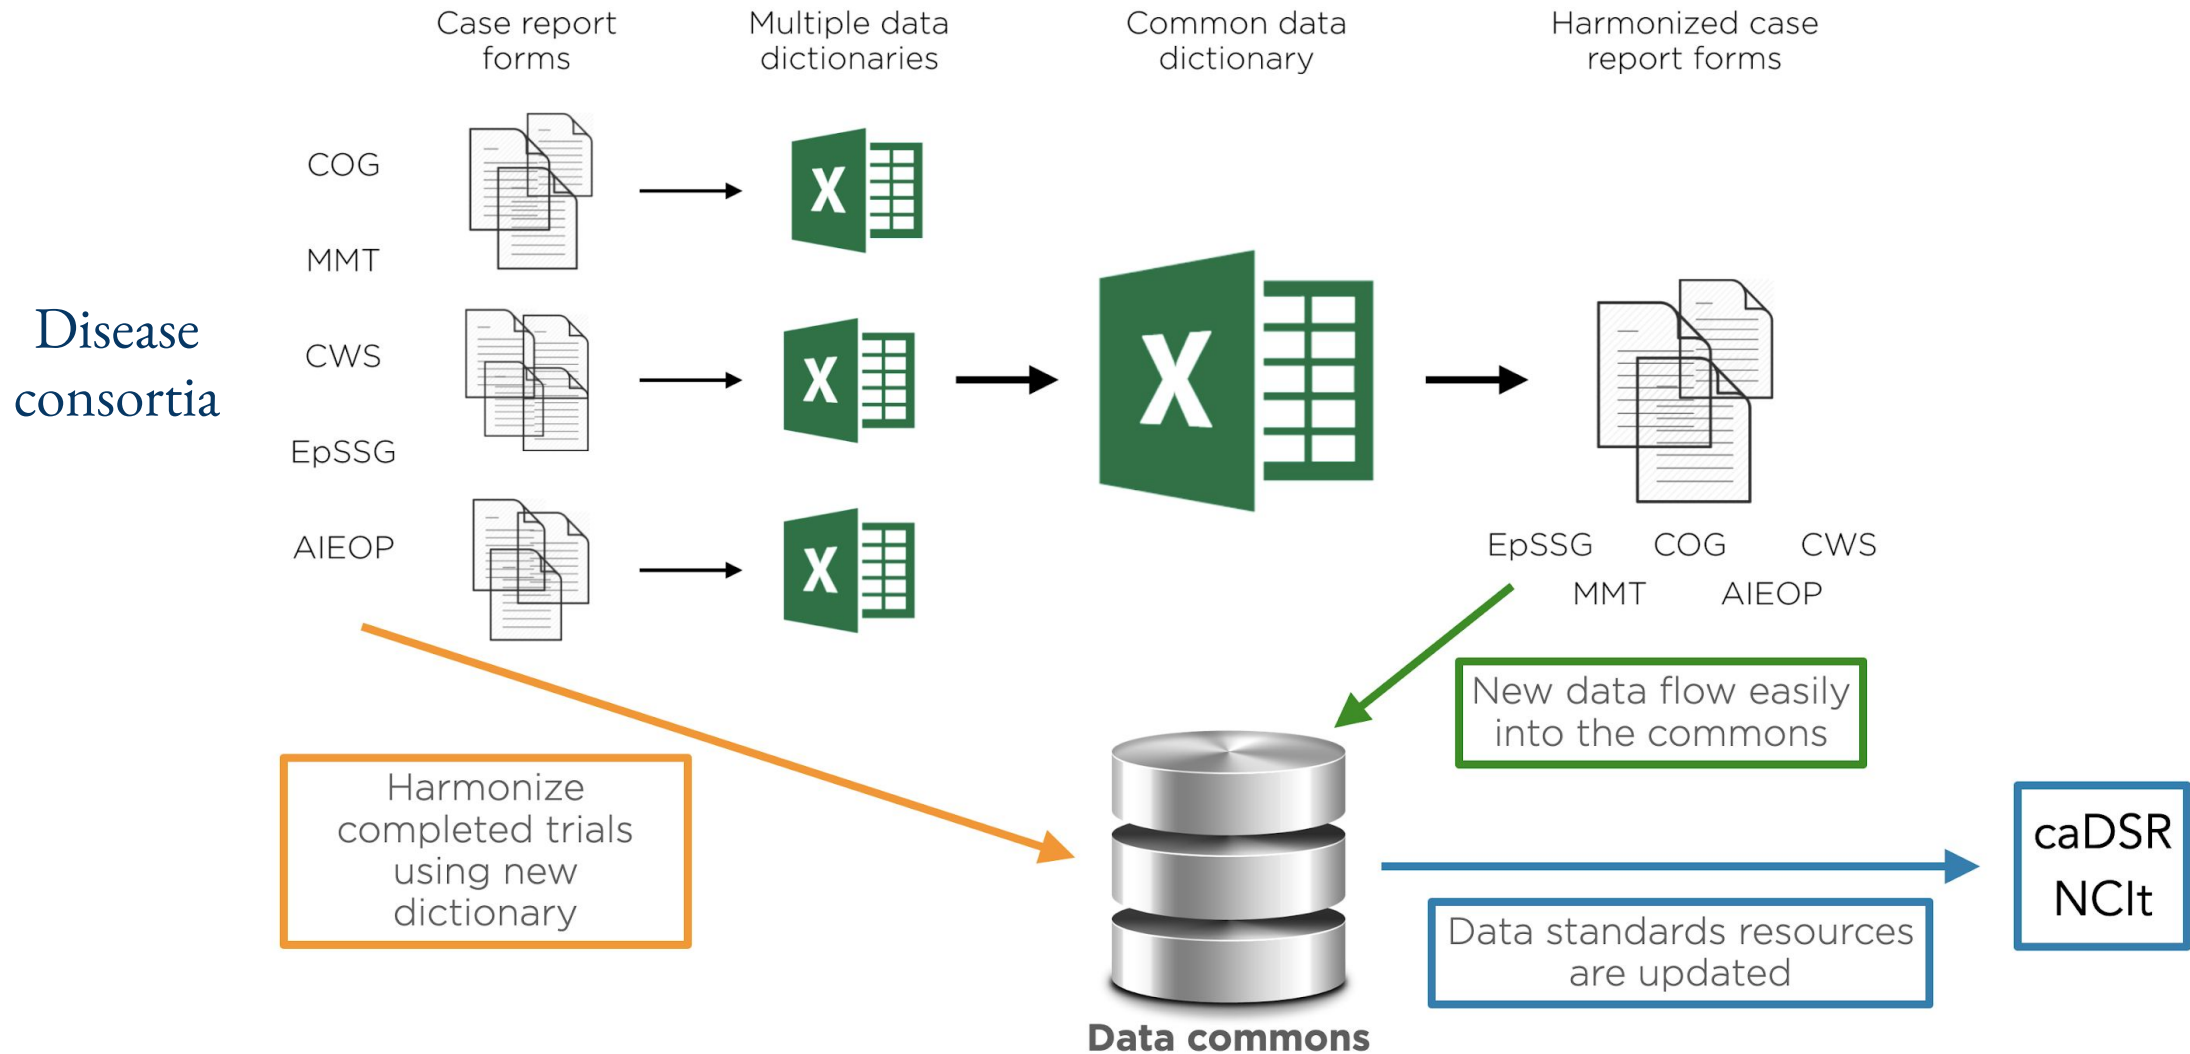 Case report
forms
Multiple data
dictionaries
Common data
dictionary
Harmonized case
report forms
Disease
consortia
COG
MMT
CWS
EpSSG
AIEOP
X
X
X
X
EpSSG COG CWS
MMT AIEOP
New data flow easily
into the commons
Harmonize
completed trials
using new
dictionary
caDSR
NCIt
Data standards resources
are updated
Data commons